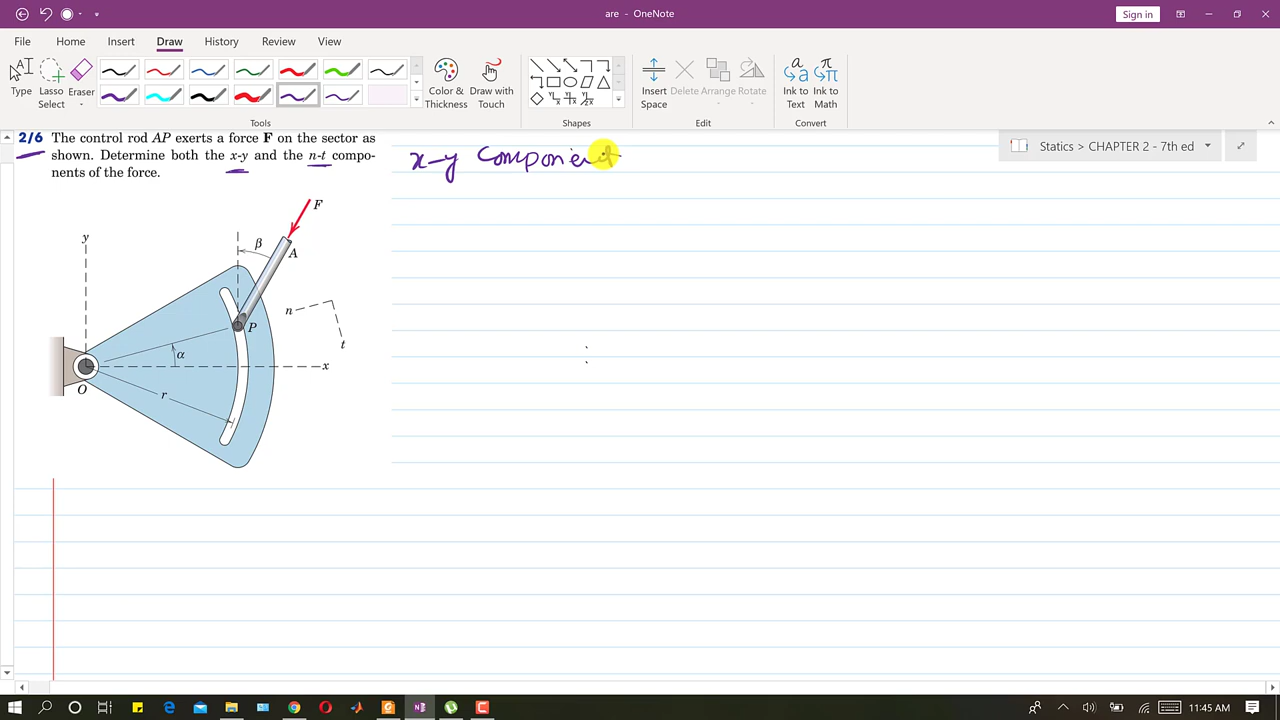 are - OneNote
Sign in
File Home Insert Draw History Review View
Type
Lasso Select
Eraser
Color & Thickness
Draw with Touch
Insert Space
Delete Arrange Rotate
Ink to Text
Ink to Math
Tools
Shapes
Edit
Convert
2/6 The control rod AP exerts a force F on the sector as
shown. Determine both the x-y and the n-t compo-
nents of the force.
x-y component
Statics > CHAPTER 2 - 7th ed
F
y
β
A
n
P
t
α
x
O
r
11:45 AM